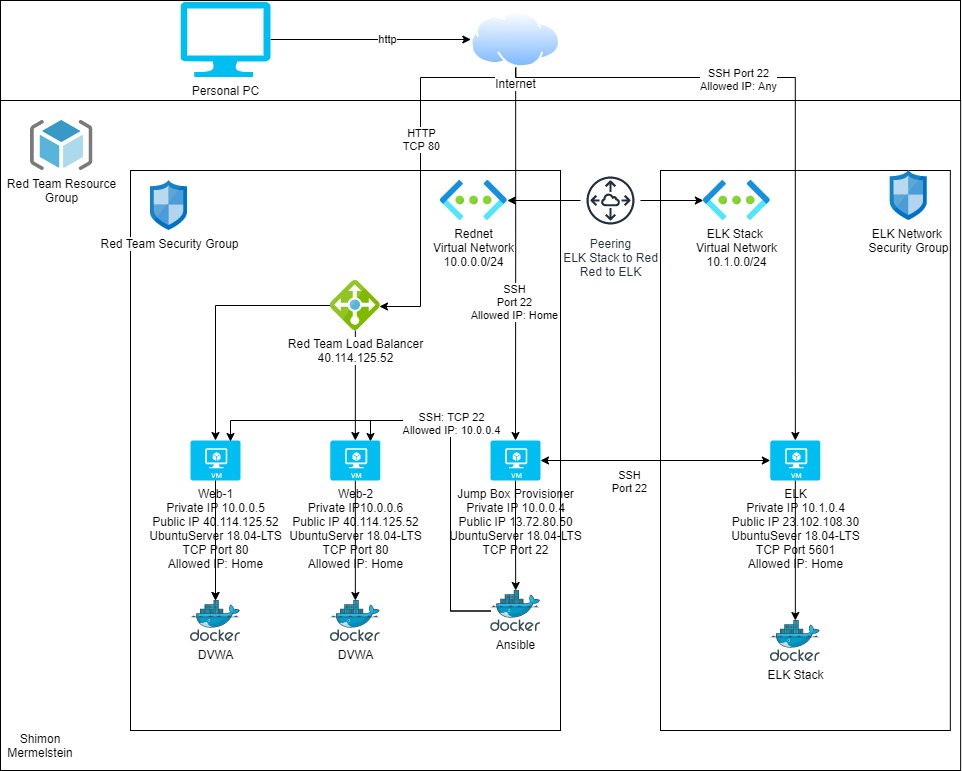 http
Personal PC
Internet
SSH Port 22
Allowed IP: Any
HTTP
TCP 80
Red Team Resource
Group
Red Team Security Group
Rednet
Virtual Network
10.0.0.0/24
Peering
ELK Stack to Red
Red to ELK
ELK Stack
Virtual Network
10.1.0.0/24
ELK Network
Security Group
SSH
Port 22
Allowed IP: Home
Red Team Load Balancer
40.114.125.52
SSH: TCP 22
Allowed IP: 10.0.0.4
VM
Web-1
Private IP 10.0.0.5
Public IP 40.114.125.52
UbuntuServer 18.04-LTS
TCP Port 80
Allowed IP: Home
VM
Web-2
Private IP10.0.0.6
Public IP 40.114.125.52
UbuntuServer 18.04-LTS
TCP Port 80
Allowed IP: Home
VM
Jump Box Provisioner
Private IP 10.0.0.4
Public IP 13.72.80.50
UbuntuServer 18.04-LTS
TCP Port 22
SSH
Port 22
VM
ELK
Private IP 10.1.0.4
Public IP 23.102.108.30
UbuntuServer 18.04-LTS
TCP Port 5601
Allowed IP: Home
docker
DVWA
docker
DVWA
docker
Ansible
docker
ELK Stack
Shimon
Mermelstein